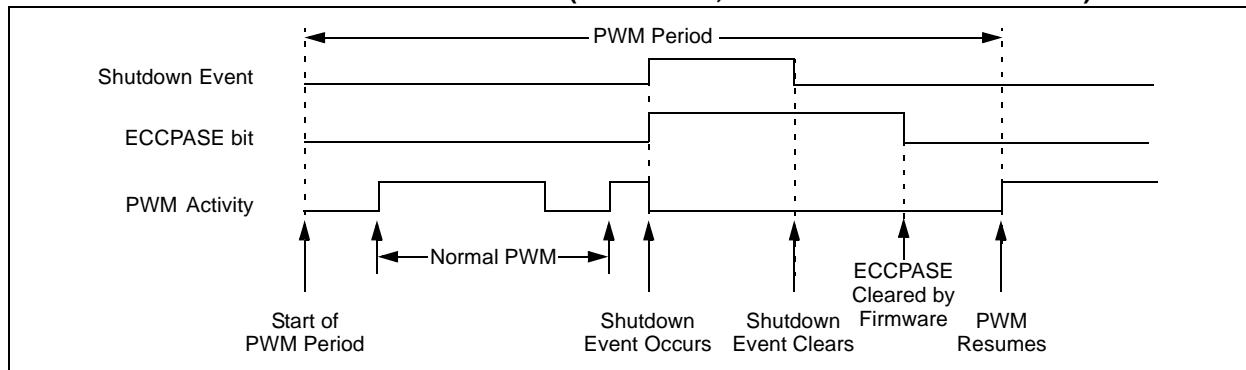 PWM Period
Shutdown Event
ECCPASE bit
PWM Activity
Normal PWM
Start of
PWM Period
Shutdown
Event Occurs
Shutdown
Event Clears
ECCPASE
Cleared by
Firmware
PWM
Resumes